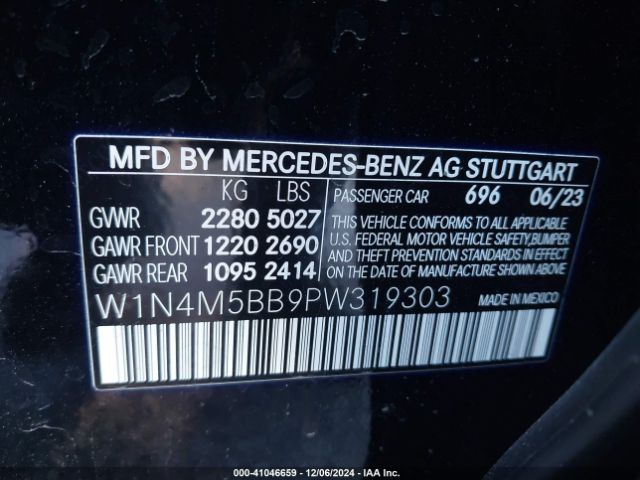 MFD BY MERCEDES-BENZ AG STUTTGART
KG LBS PASSENGER CAR 696 06/23
GVWR 2280 5027
GAWR FRONT 1220 2690
GAWR REAR 1095 2414
THIS VEHICLE CONFORMS TO ALL APPLICABLE
U.S. FEDERAL MOTOR VEHICLE SAFETY,BUMPER
AND THEFT PREVENTION STANDARDS IN EFFECT
ON THE DATE OF MANUFACTURE SHOWN ABOVE.
W1N4M5BB9PW319303 MADE IN MEXICO
000-41046659 • 12/06/2024 • IAA Inc.